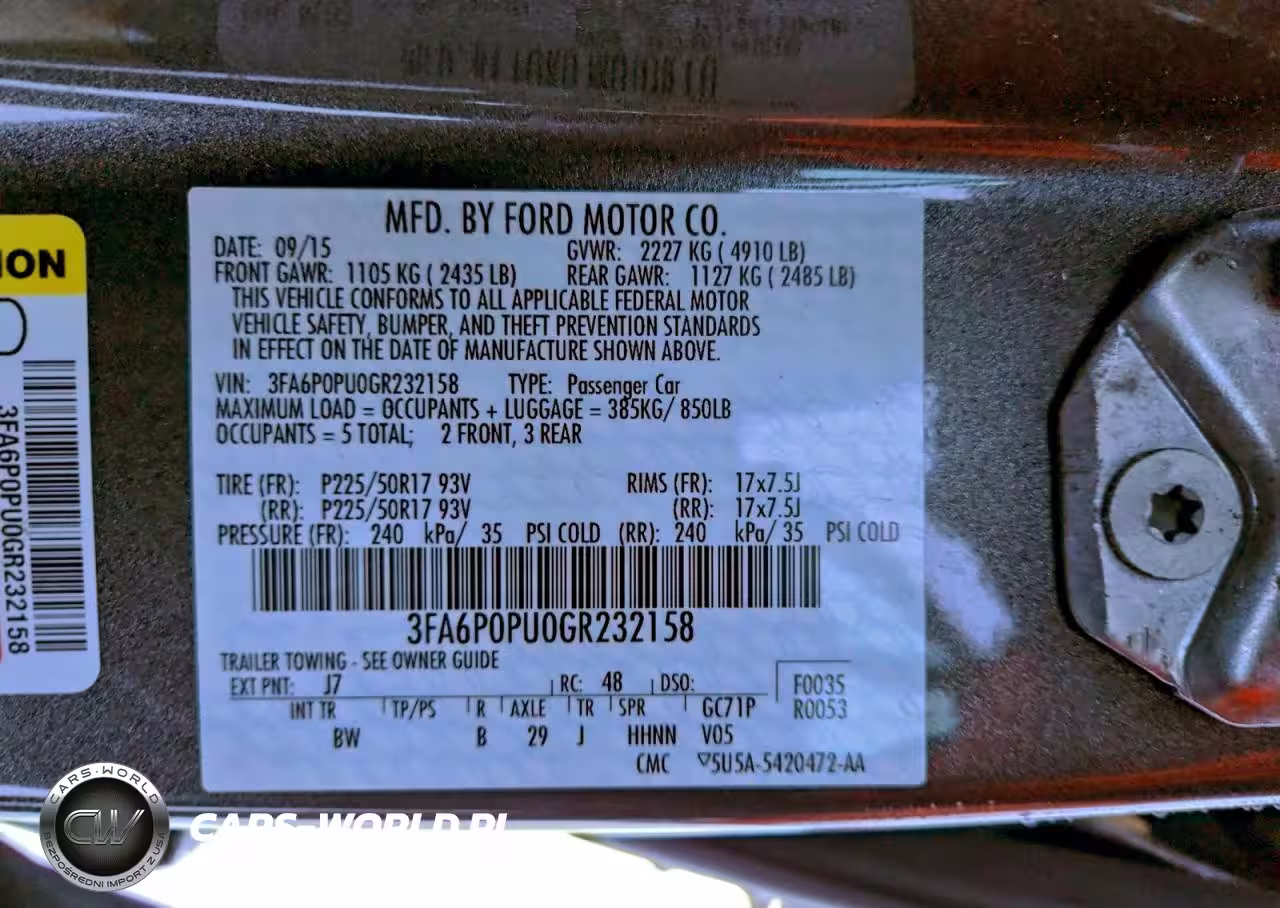 MFD. BY FORD MOTOR CO.
DATE: 09/15 GVWR: 2227 KG ( 4910 LB)
FRONT GAWR: 1105 KG ( 2435 LB) REAR GAWR: 1127 KG ( 2485 LB)
THIS VEHICLE CONFORMS TO ALL APPLICABLE FEDERAL MOTOR
VEHICLE SAFETY, BUMPER, AND THEFT PREVENTION STANDARDS
IN EFFECT ON THE DATE OF MANUFACTURE SHOWN ABOVE.
VIN: 3FA6P0PU0GR232158 TYPE: Passenger Car
MAXIMUM LOAD = OCCUPANTS + LUGGAGE = 385KG/ 850LB
OCCUPANTS = 5 TOTAL; 2 FRONT, 3 REAR
TIRE (FR): P225/50R17 93V RIMS (FR): 17x7.5J
(RR): P225/50R17 93V (RR): 17x7.5J
PRESSURE (FR): 240 kPa/ 35 PSI COLD (RR): 240 kPa/ 35 PSI COLD
3FA6P0PU0GR232158
TRAILER TOWING - SEE OWNER GUIDE
EXT PNT: J7 RC: 48 DSO: F0035
INT TR TP/PS R AXLE TR SPR GC71P R0053
BW B 29 J HHNN V05
CMC ▽5U5A-5420472-AA
ION
3FA6P0PU0GR232158
CARS-WORLD
CW
BEZPOŚREDNI IMPORT Z USA
CARS-WORLD.PL